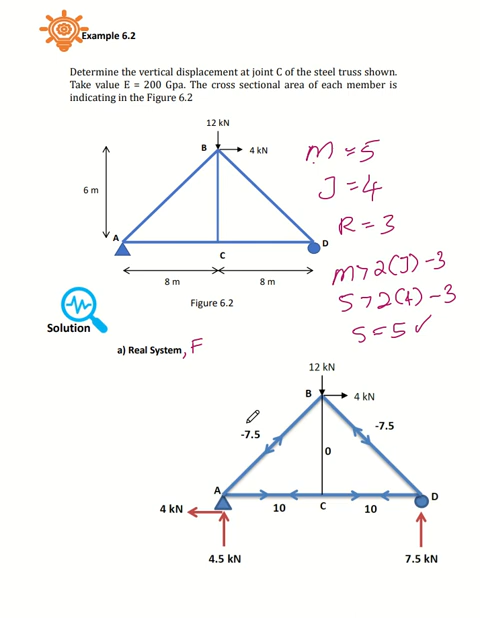 Example 6.2
Determine the vertical displacement at joint C of the steel truss shown.
Take value E = 200 Gpa. The cross sectional area of each member is
indicating in the Figure 6.2
12 kN
B
4 kN
6 m
A
D
C
8 m
8 m
Figure 6.2
M = 5
J = 4
R = 3
M > 2(J) - 3
5 > 2(4) - 3
5 = 5 ✓
Solution
a) Real System, F
12 kN
B
4 kN
-7.5
-7.5
0
A
D
4 kN
10
C
10
4.5 kN
7.5 kN